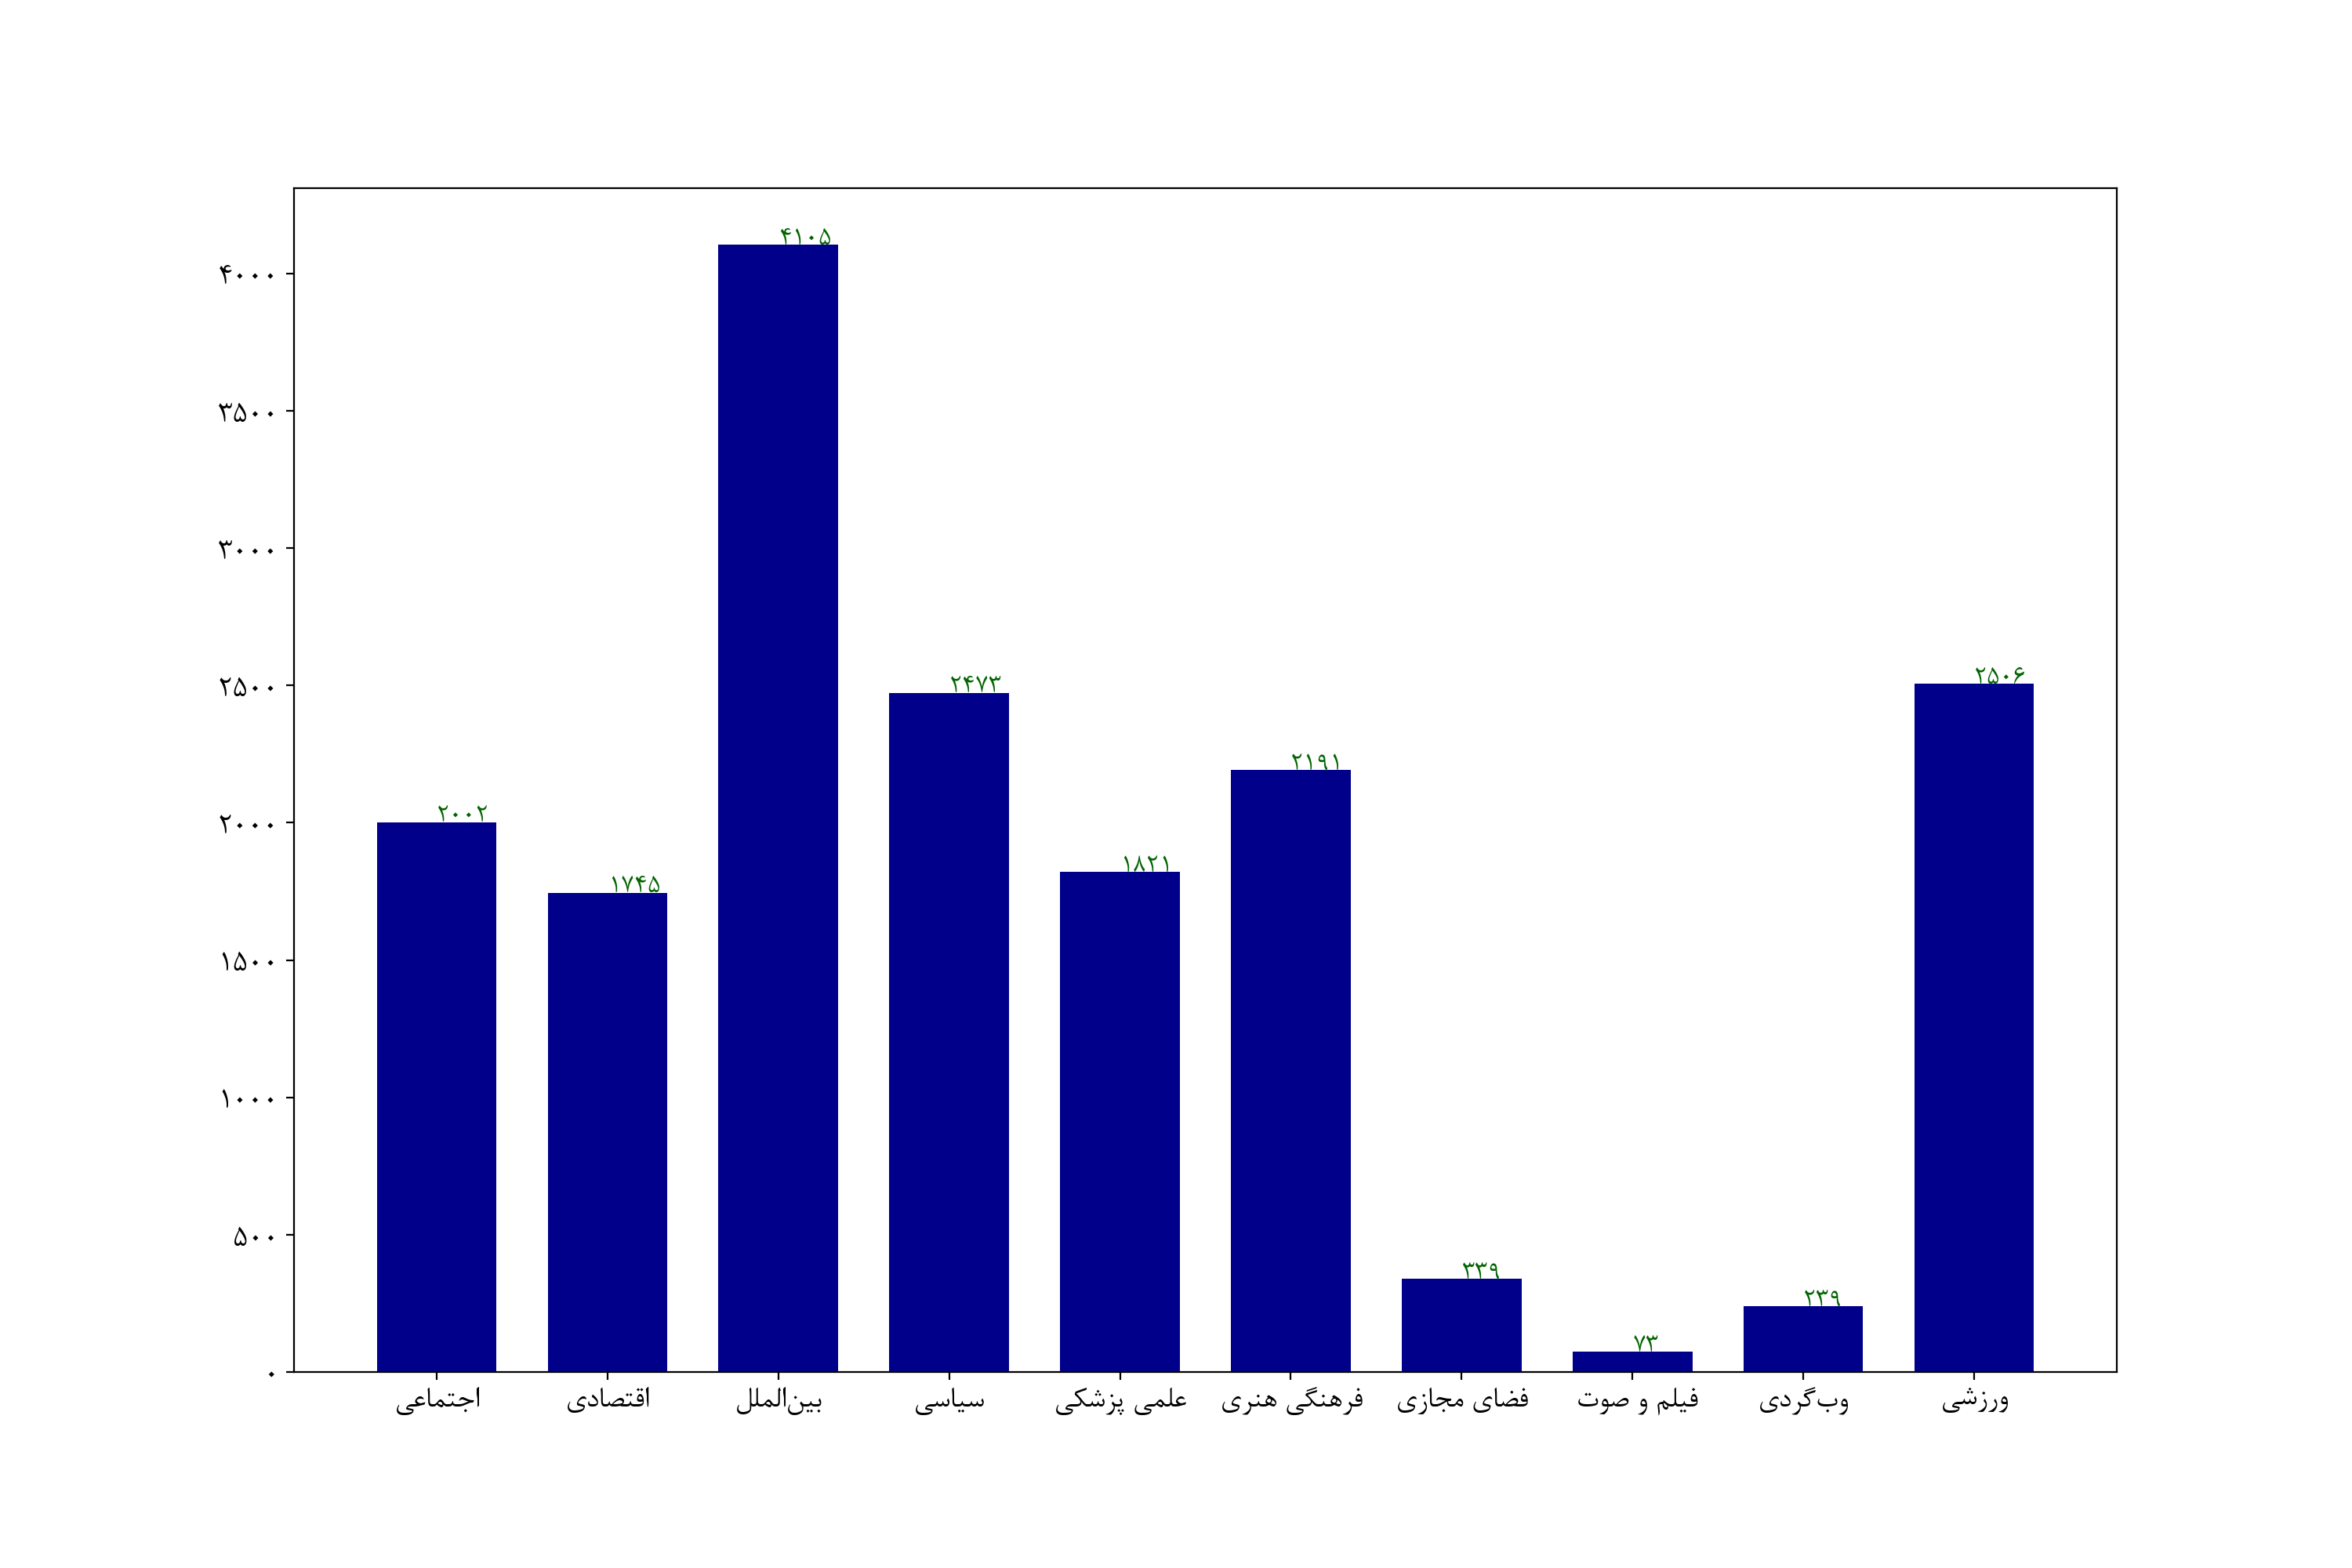 ۴۰۰۰
۳۵۰۰
۳۰۰۰
۲۵۰۰
۲۰۰۰
۱۵۰۰
۱۰۰۰
۵۰۰
۰
۲۰۰۲
۱۷۴۵
۴۱۰۵
۲۴۷۳
۱۸۲۱
۲۱۹۱
۳۳۹
۷۳
۲۳۹
۲۵۰۶
اجتماعی
اقتصادی
بین‌الملل
سیاسی
علمی پزشکی
فرهنگی هنری
فضای مجازی
فیلم و صوت
وب‌گردی
ورزشی